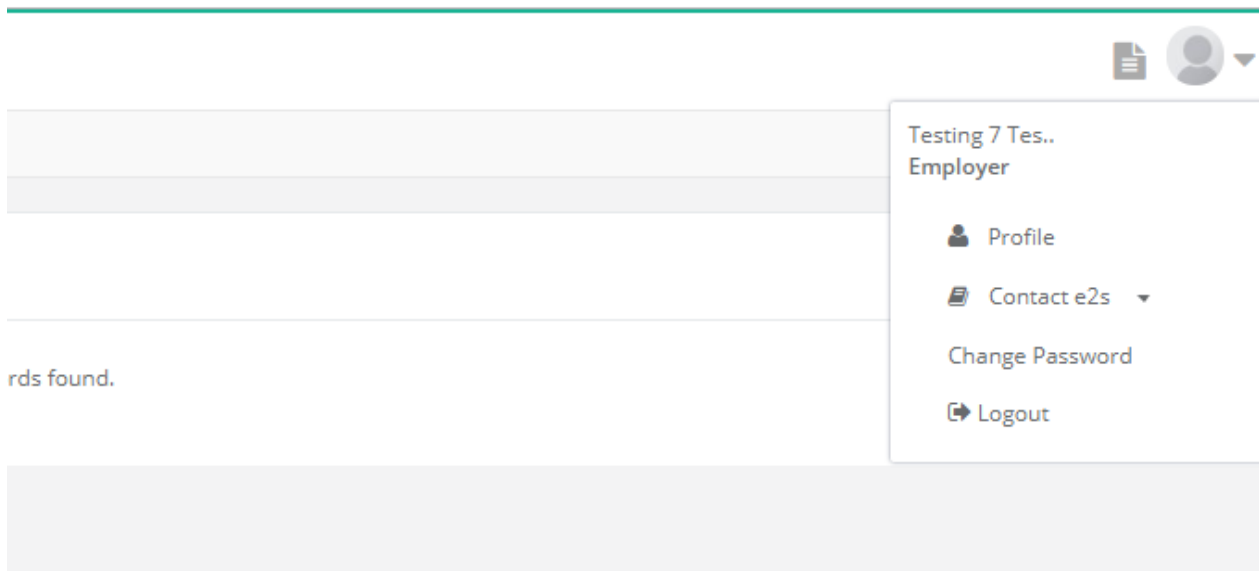 Testing 7 Tes..
Employer
Profile
Contact e2s
Change Password
Logout
rds found.